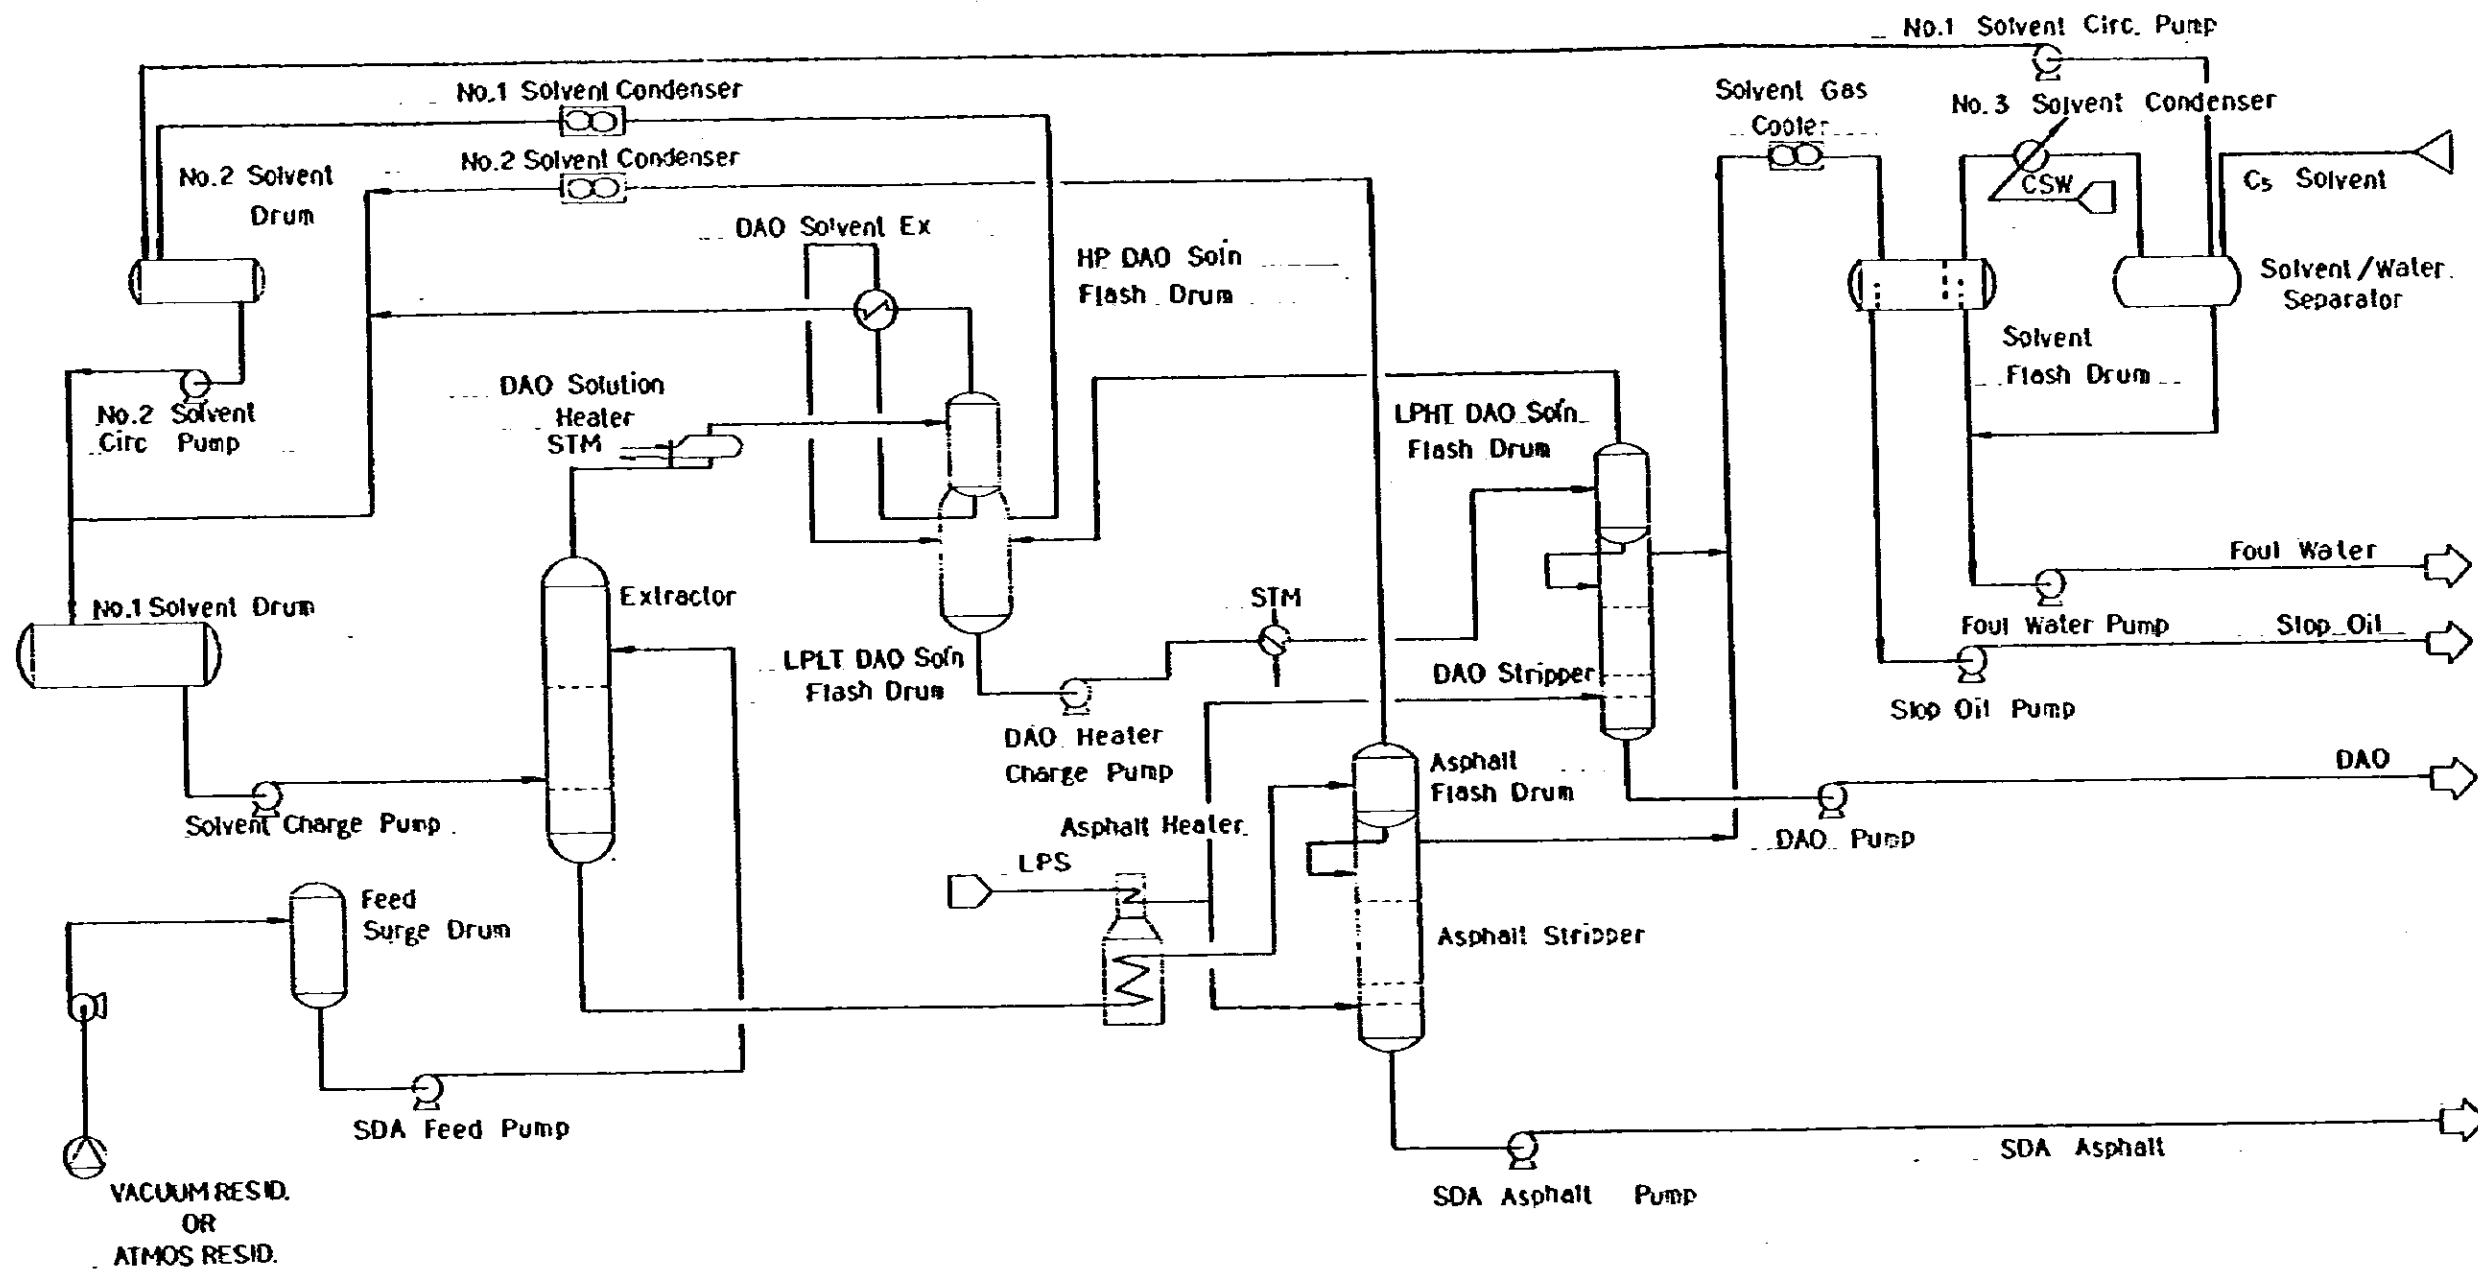 No.1 Solvent Circ. Pump
No.1 Solvent Condenser
Solvent Gas
Cooler
No.3 Solvent Condenser
No.2 Solvent Condenser
No.2 Solvent
Drum
CSW
C5 Solvent
DAO Solvent Ex
HP DAO Soln
Flash Drum
Solvent/Water
Separator
Solvent
Flash Drum
DAO Solution
Heater
STM
No.2 Solvent
Circ Pump
LPHT DAO Soln
Flash Drum
Foul Water
No.1 Solvent Drum
Extractor
STM
Foul Water Pump
Slop Oil
LPLT DAO Soln
Flash Drum
DAO Stripper
Slop Oil Pump
DAO Heater
Charge Pump
Asphalt
Flash Drum
DAO
Solvent Charge Pump
Asphalt Heater
DAO Pump
LPS
Feed
Surge Drum
Asphalt Stripper
SDA Feed Pump
SDA Asphalt
SDA Asphalt Pump
VACUUM RESID.
OR
ATMOS RESID.